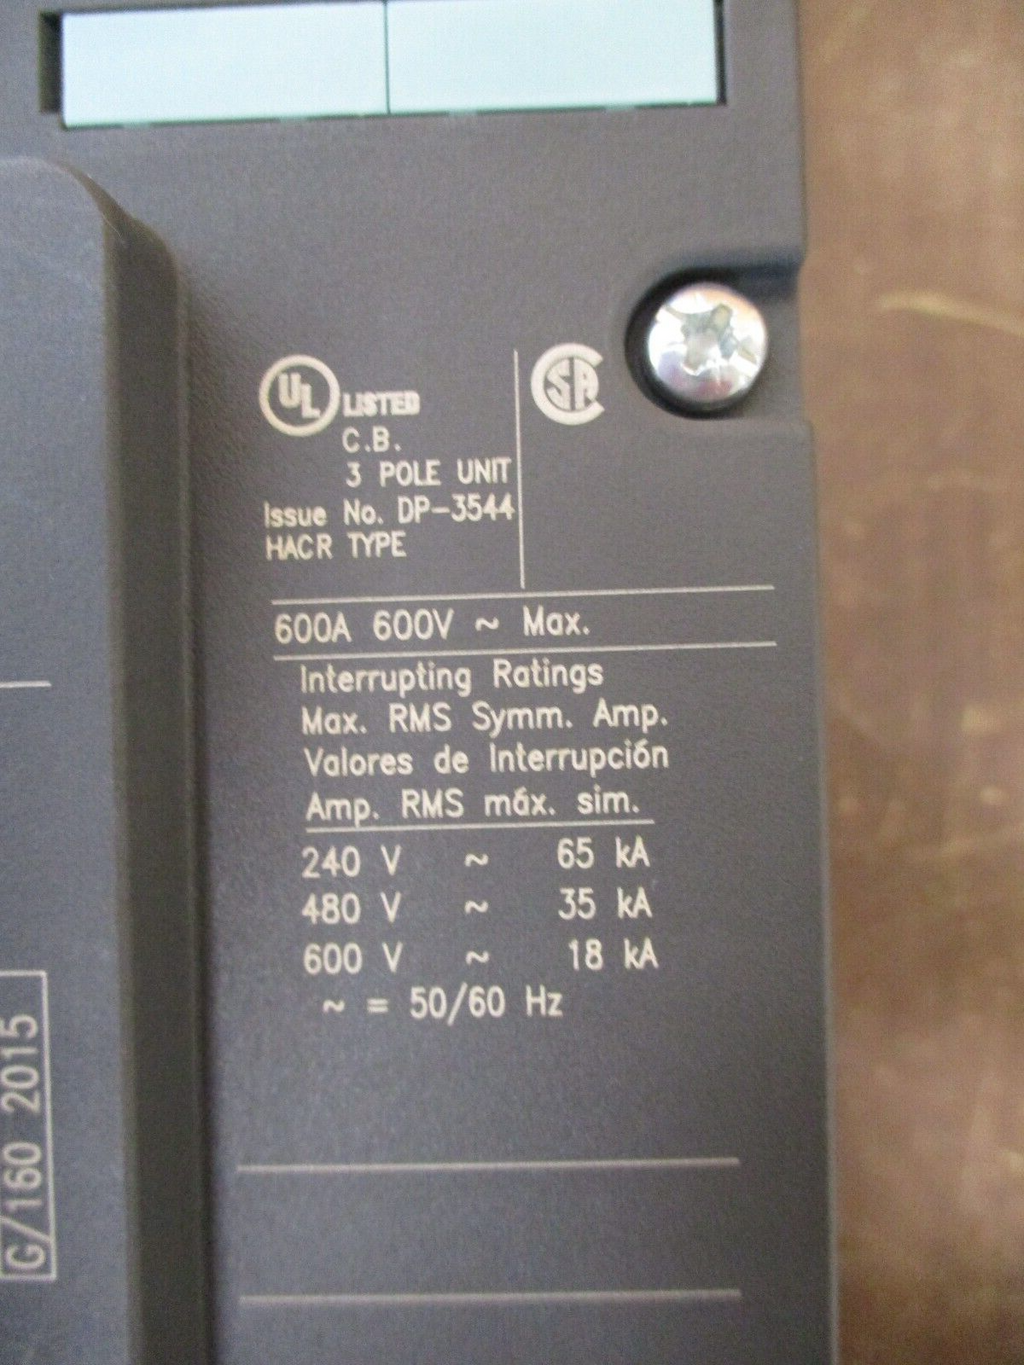 UL LISTED
C.B.
3 POLE UNIT
Issue No. DP-3544
HACR TYPE
SA
600A 600V ~ Max.
Interrupting Ratings
Max. RMS Symm. Amp.
Valores de Interrupción
Amp. RMS máx. sim.
240 V ~ 65 kA
480 V ~ 35 kA
600 V ~ 18 kA
~ = 50/60 Hz
G/160 2015